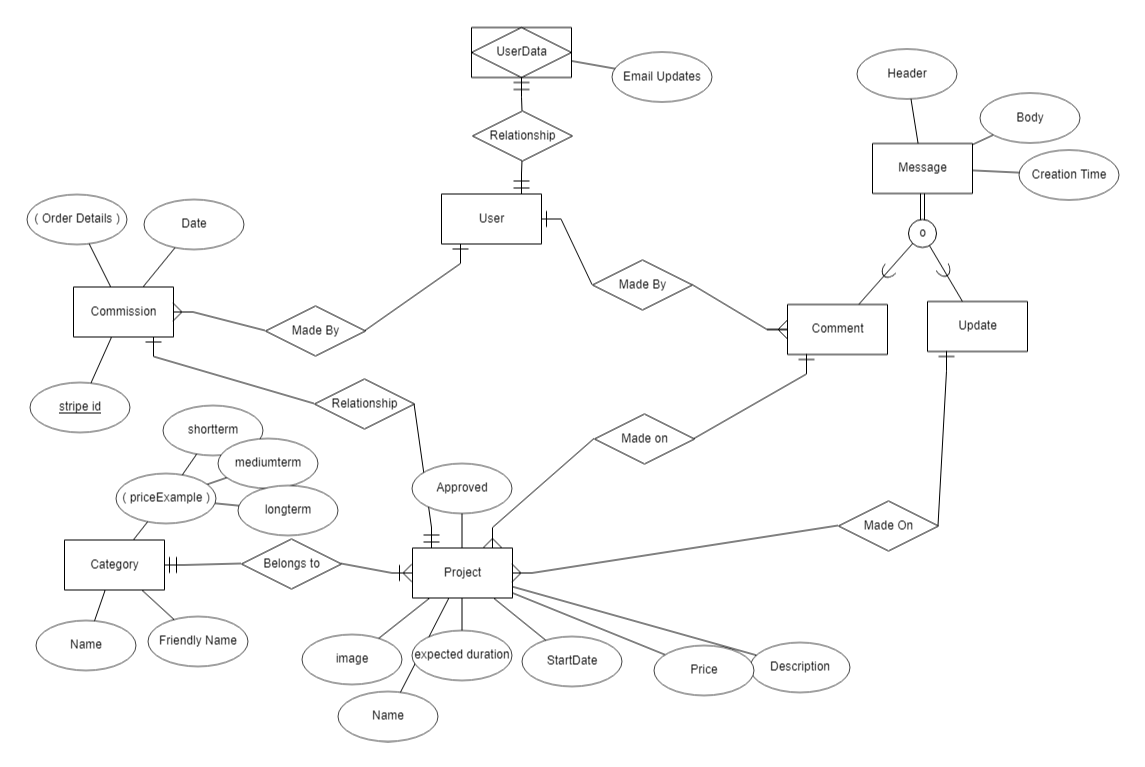 UserData
Email Updates
Header
Body
Relationship
Message
Creation Time
( Order Details )
Date
User
o
Made By
Commission
Made By
Comment
Update
stripe id
Relationship
shortterm
Made on
mediumterm
Approved
( priceExample )
longterm
Made On
Category
Belongs to
Project
Name
Friendly Name
image
expected duration
StartDate
Price
Description
Name